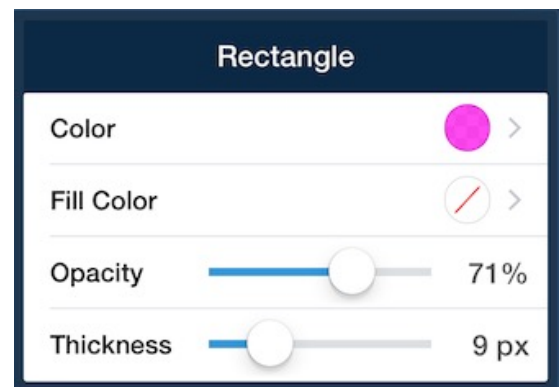 Rectangle
Color
Fill Color
Opacity 71%
Thickness 9 px